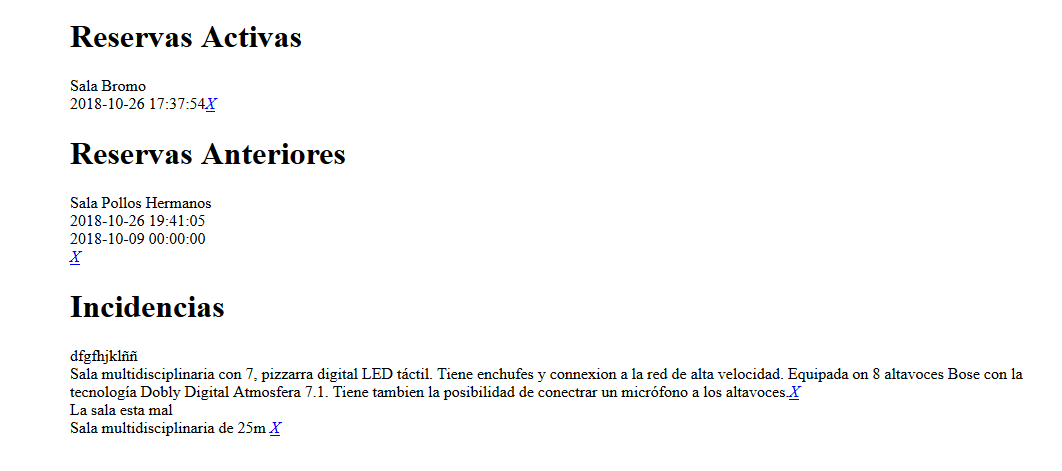 Reservas Activas
Sala Bromo
2018-10-26 17:37:54X
Reservas Anteriores
Sala Pollos Hermanos
2018-10-26 19:41:05
2018-10-09 00:00:00
X
Incidencias
dfgfhjklññ
Sala multidisciplinaria con 7, pizzarra digital LED táctil. Tiene enchufes y connexion a la red de alta velocidad. Equipada on 8 altavoces Bose con la
tecnología Dobly Digital Atmosfera 7.1. Tiene tambien la posibilidad de conectrar un micrófono a los altavoces.X
La sala esta mal
Sala multidisciplinaria de 25m X